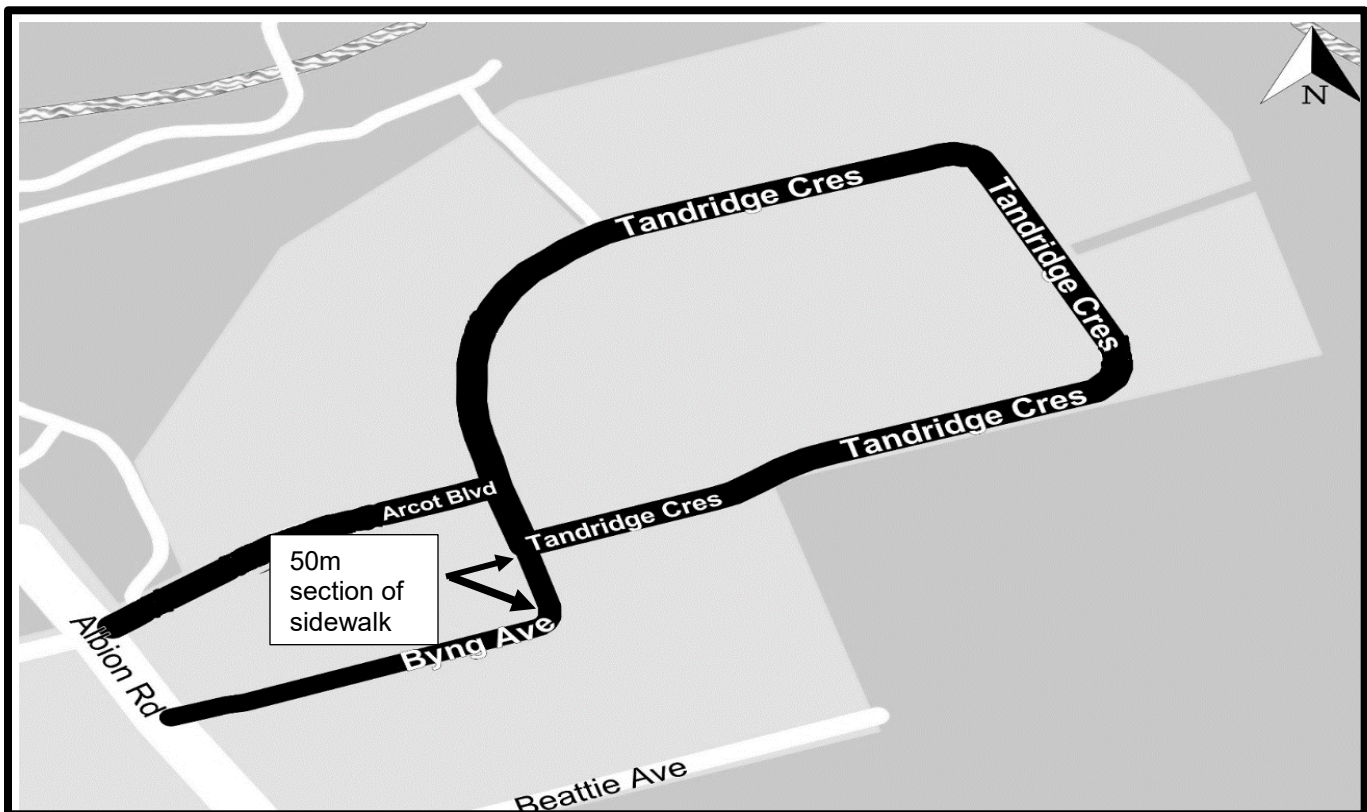 N
Tandridge Cres
Tandridge Cres
Tandridge Cres
Arcot Blvd
Tandridge Cres
50m
section of
sidewalk
Byng Ave
Albion Rd
Beattie Ave